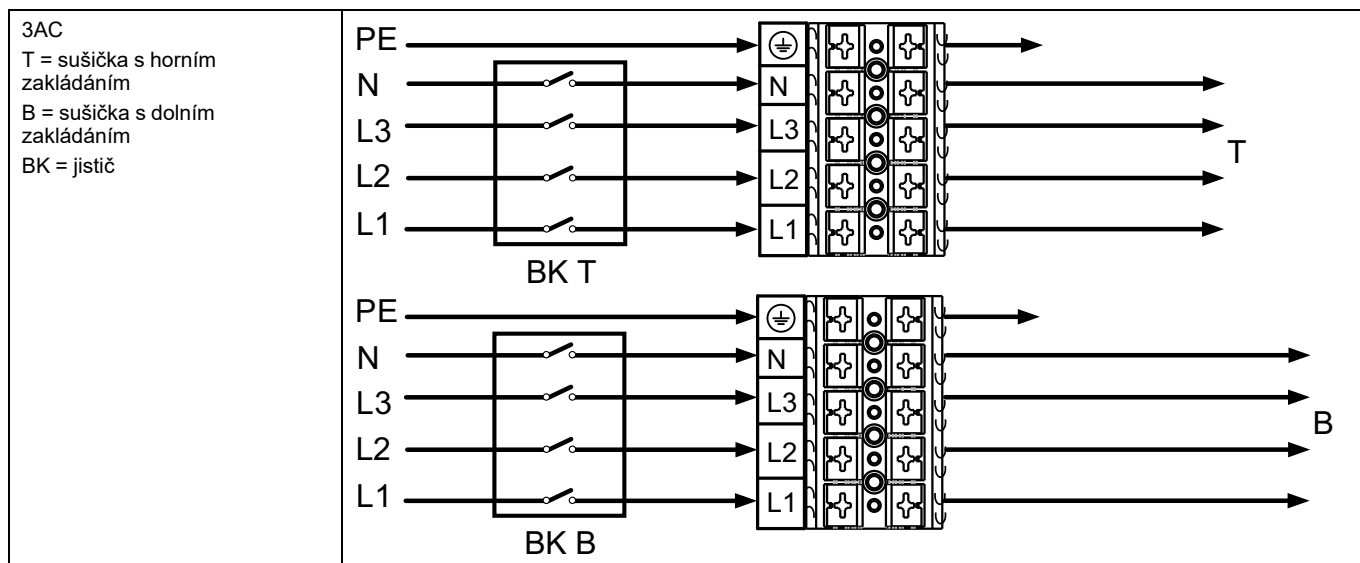 3AC
T = sušička s horním
zakládáním
B = sušička s dolním
zakládáním
BK = jistič
PE
N
N
L3
L3
T
L2
L2
L1
L1
BK T
PE
N
N
L3
L3
B
L2
L2
L1
L1
BK B